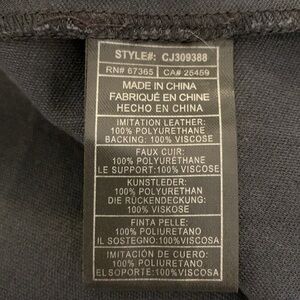 STYLE#: CJ309388
RN# 67365 CA# 25459
MADE IN CHINA
FABRIQUÉ EN CHINE
HECHO EN CHINA
IMITATION LEATHER:
100% POLYURETHANE
BACKING: 100% VISCOSE
FAUX CUIR:
100% POLYURETHANE
LE SUPPORT:100% VISCOSE
KUNSTLEDER:
100% POLYURETHAN
DIE RÜCKENDECKUNG:
100% VISKOSE
FINTA PELLE:
100% POLIURETANO
IL SOSTEGNO:100%VISCOSA
IMITACIÓN DE CUERO:
100% POLIURETANO
EL SOPORTE:100%VISCOSA